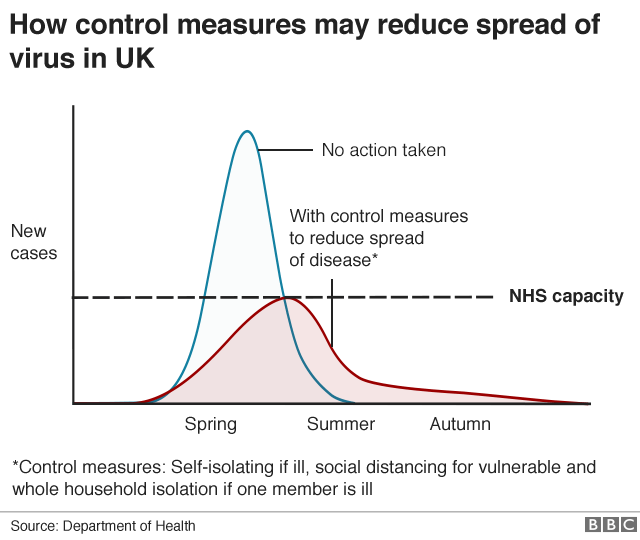 How control measures may reduce spread of
virus in UK
No action taken
With control measures
to reduce spread
of disease*
New
cases
NHS capacity
Spring
Summer
Autumn
*Control measures: Self-isolating if ill, social distancing for vulnerable and
whole household isolation if one member is ill
Source: Department of Health
BBC